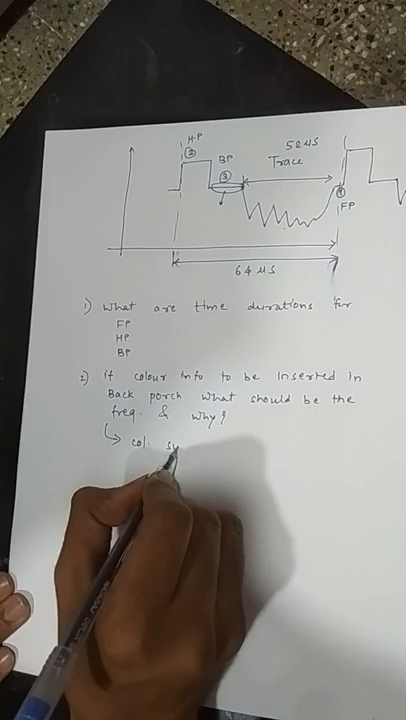 H.P
②
BP
③
52 us
Trace
①
FP
64 us
1) What are time durations for
FP
HP
BP
2) if colour info to be inserted in
Back porch what should be the
freq. & why?
↳ col. sy